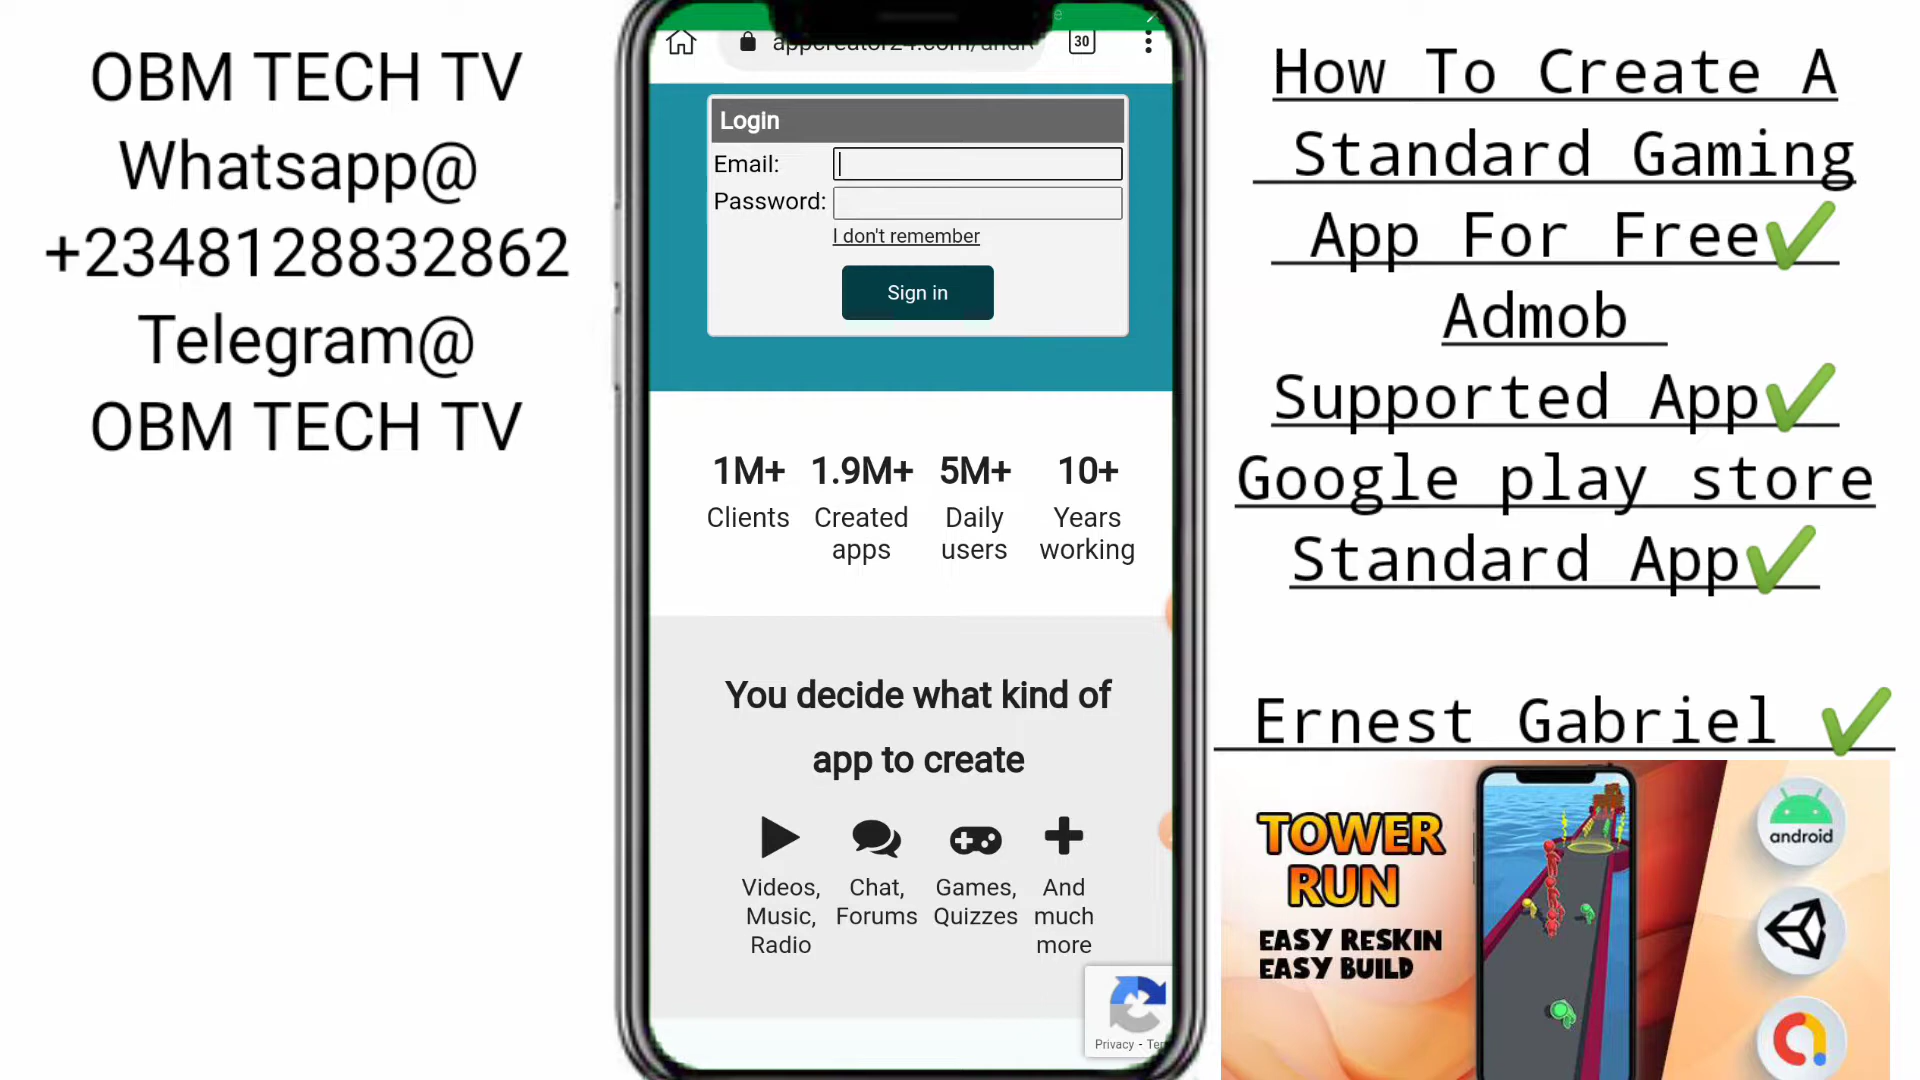 OBM TECH TV
Whatsapp@
+2348128832862
Telegram@
OBM TECH TV
30
Login
Email:
Password:
I don't remember
Sign in
1M+ 1.9M+ 5M+ 10+
Clients Created apps Daily users Years working
You decide what kind of
app to create
Videos, Music, Radio
Chat, Forums
Games, Quizzes
And much more
Privacy -
How To Create A
Standard Gaming
App For Free✔
Admob
Supported App✔
Google play store
Standard App✔
Ernest Gabriel ✔
TOWER
RUN
EASY RESKIN
EASY BUILD
android